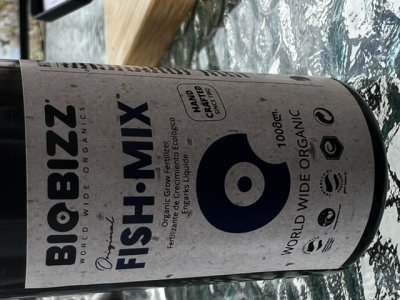 BIOBIZZ
WORLD WIDE ORGANICS
Original
FISH·MIX
Organic Grow Fertilizer
Fertilizante de Crecimiento Ecológico
Engrais Liquide
HAND
CRAFTED
SINCE 1992
WORLD WIDE ORGANIC